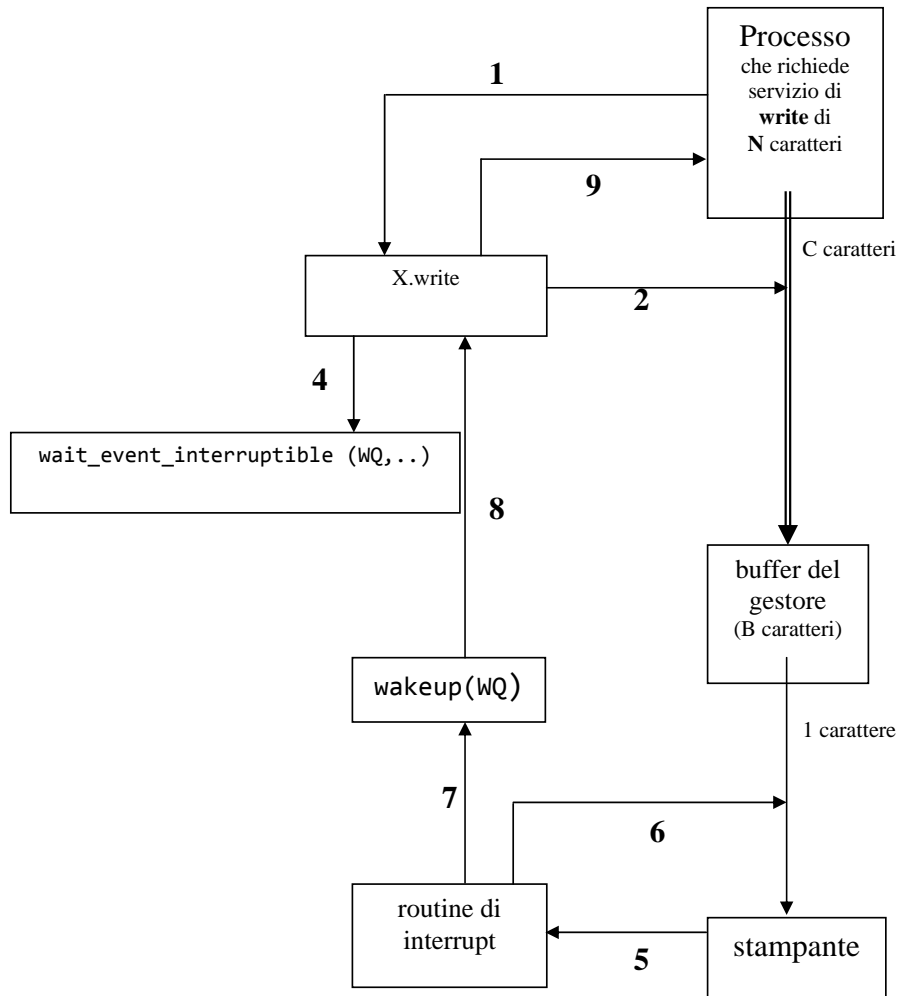 Processo
che richiede
servizio di
write di
N caratteri
1
9
C caratteri
X.write
2
4
wait_event_interruptible (WQ,..)
8
buffer del
gestore
(B caratteri)
wakeup(WQ)
1 carattere
7
6
routine di
interrupt
5
stampante